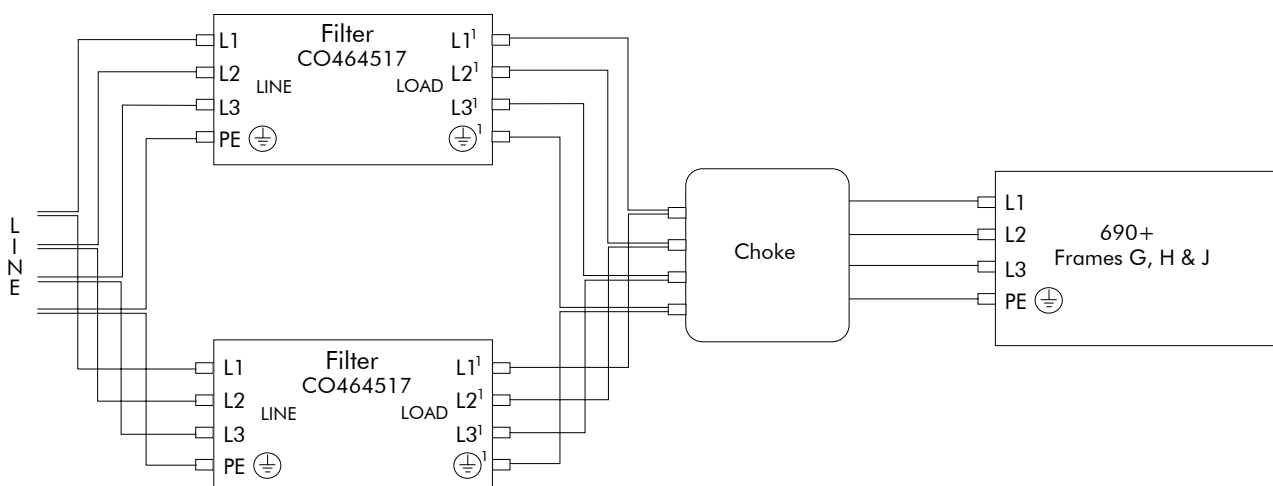 Filter
CO464517
L1
L2
L3
PE
LINE
LOAD
L1¹
L2¹
L3¹
1
LINE
Choke
L1
L2
L3
PE
690+
Frames G, H & J
Filter
CO464517
L1
L2
L3
PE
LINE
LOAD
L1¹
L2¹
L3¹
1